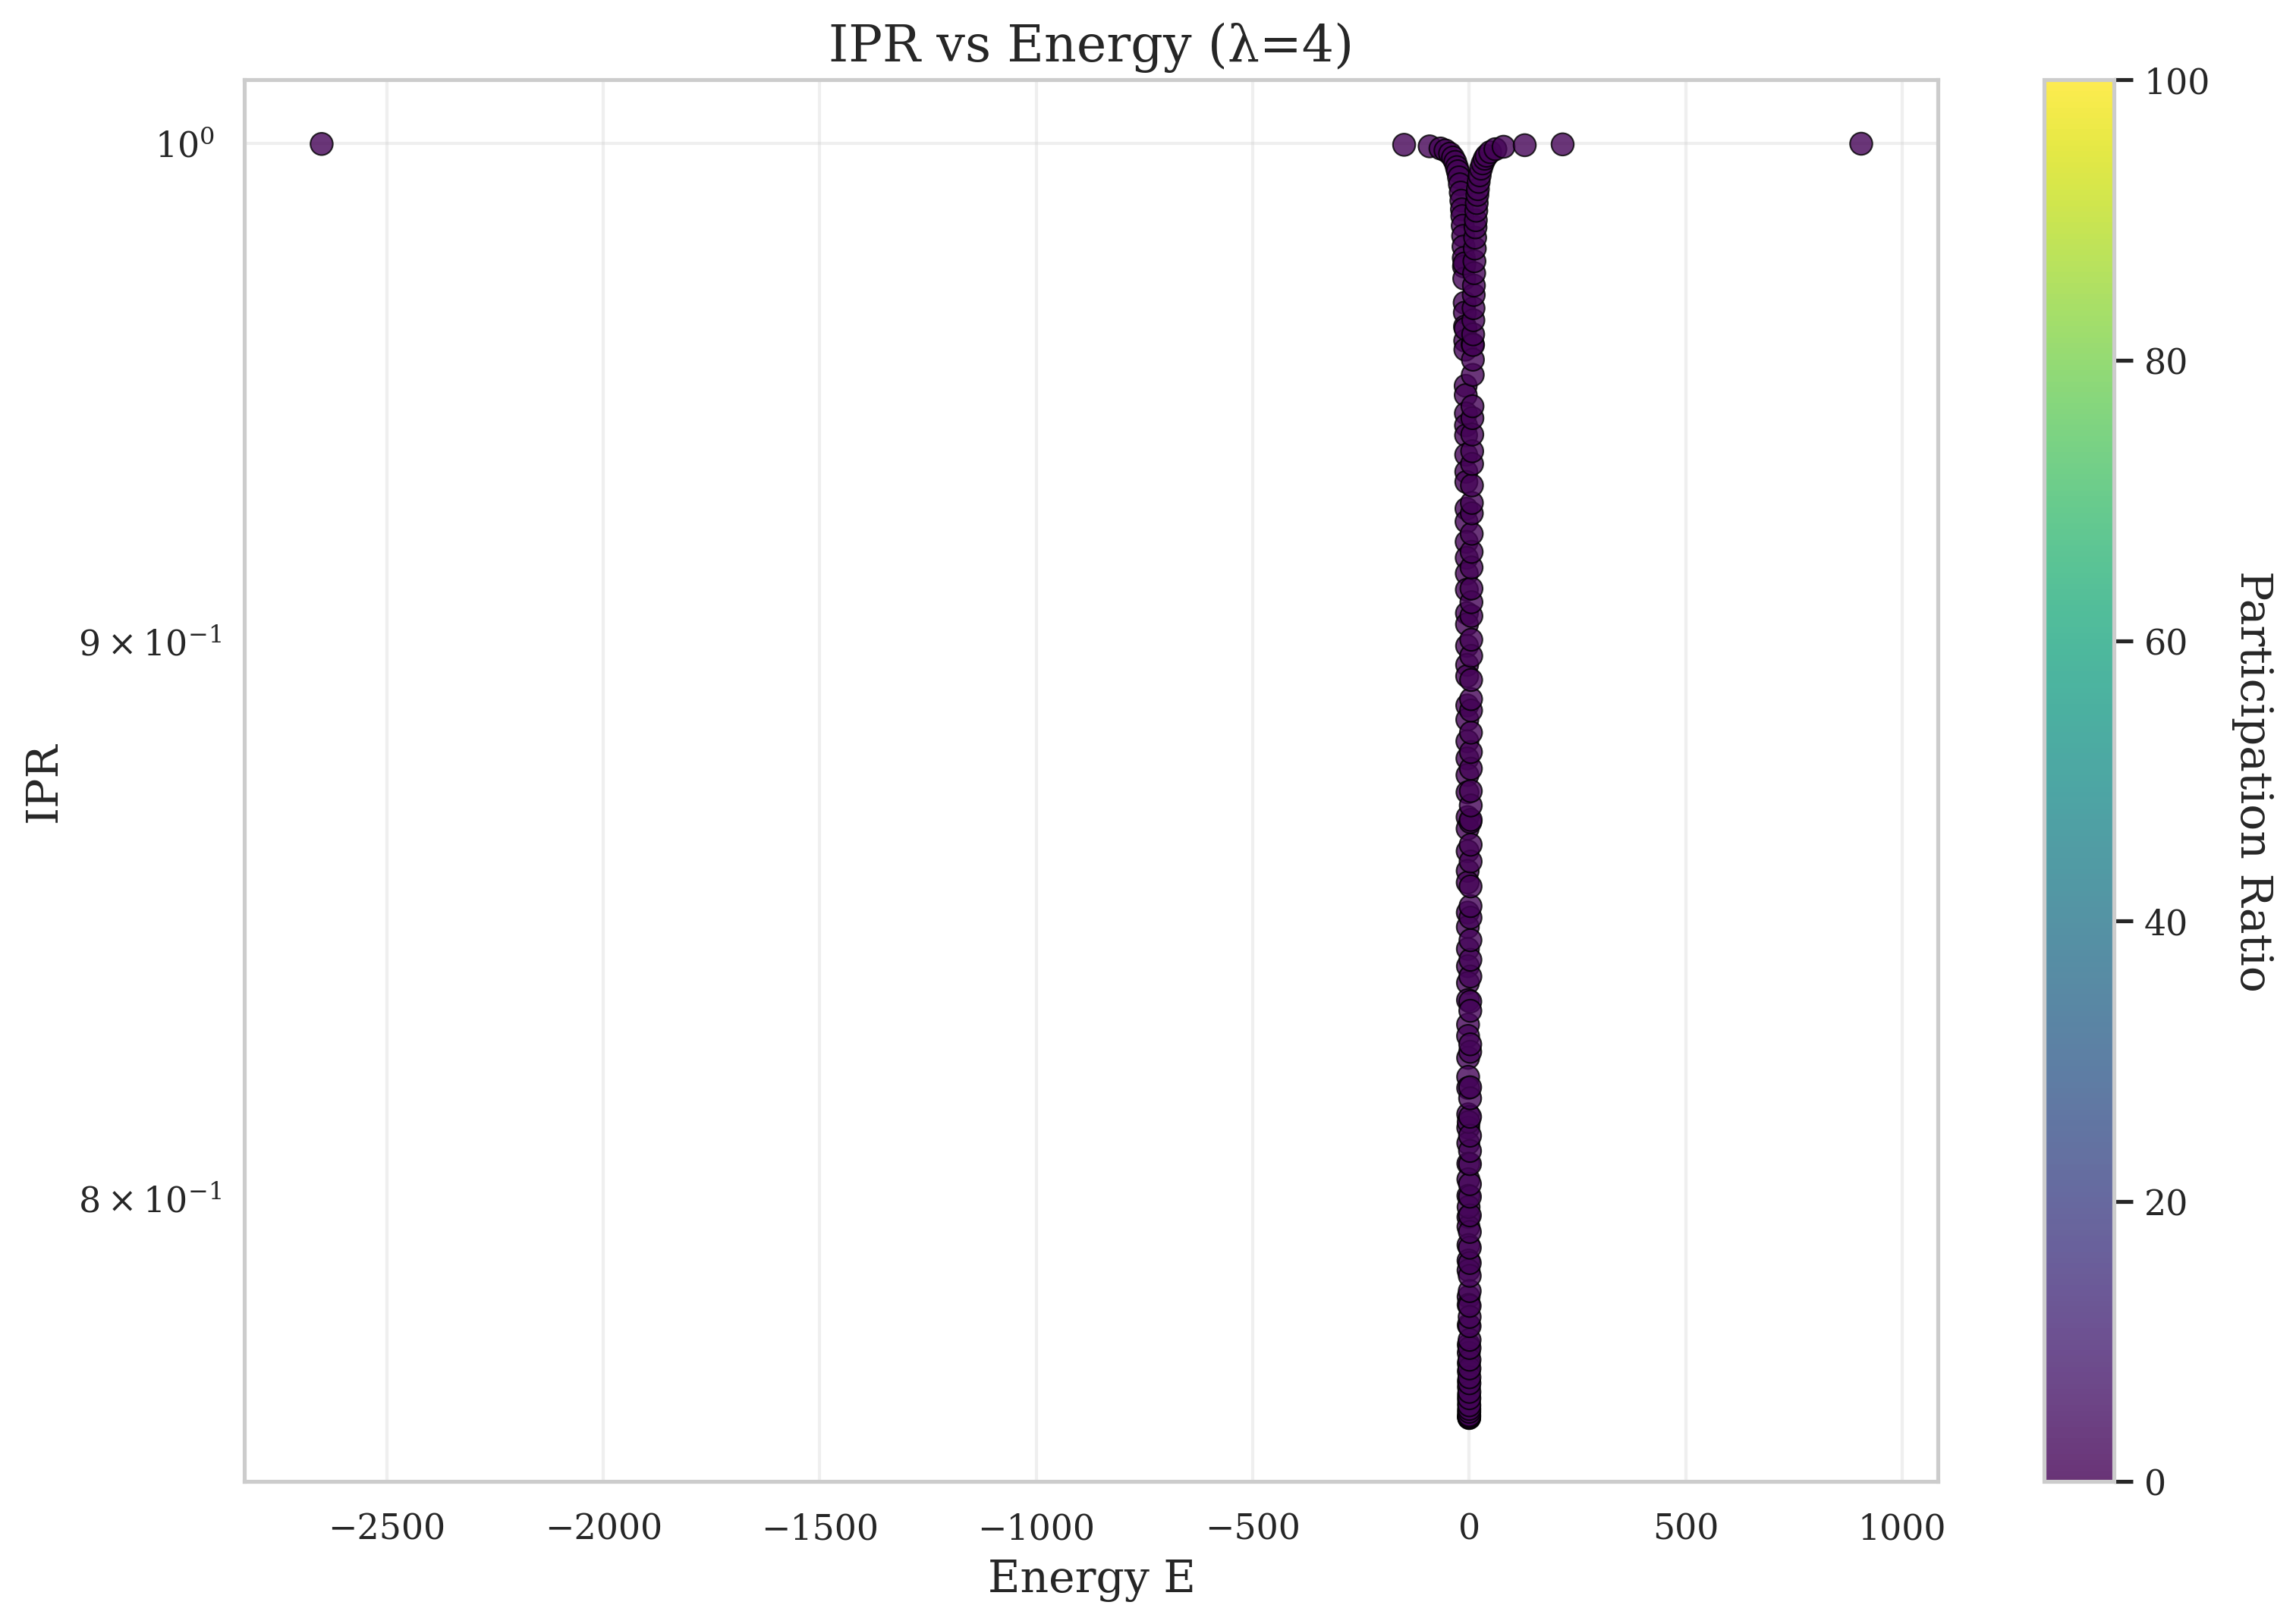 IPR vs Energy (λ=4)
10⁰
9 × 10⁻¹
8 × 10⁻¹
IPR
−2500 −2000 −1500 −1000 −500 0 500 1000
Energy E
100
80
60
40
20
0
Participation Ratio